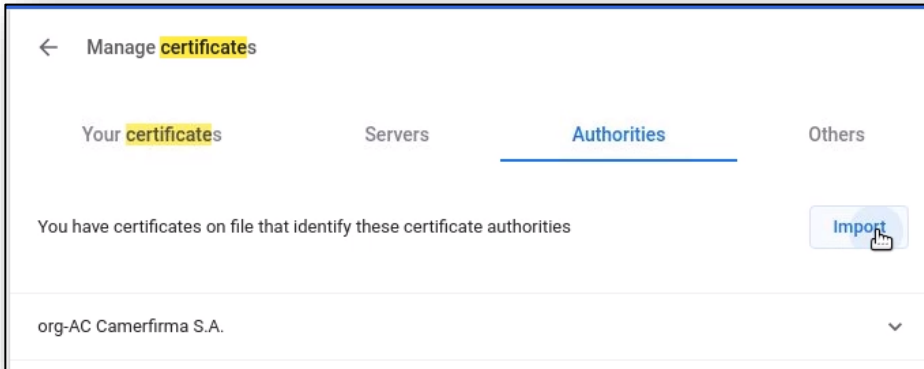 Manage certificates
Your certificates Servers Authorities Others
You have certificates on file that identify these certificate authorities Import
org-AC Camerfirma S.A.